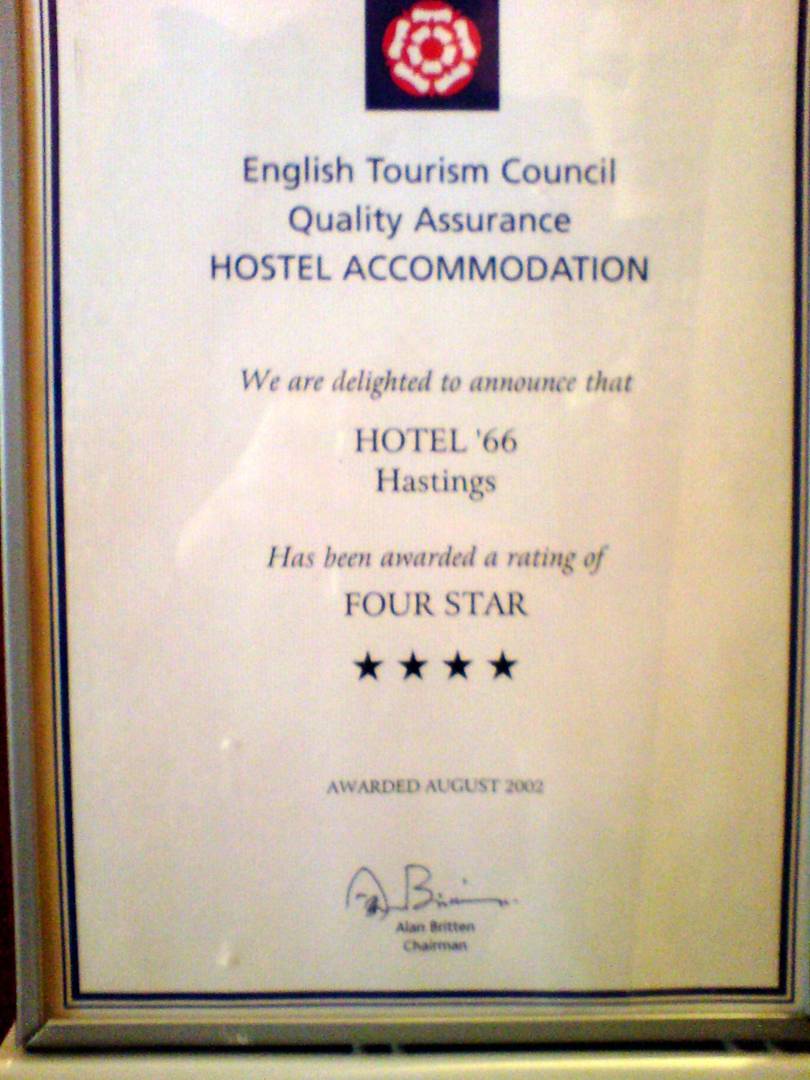 English Tourism Council
Quality Assurance
HOSTEL ACCOMMODATION
We are delighted to announce that
HOTEL '66
Hastings
Has been awarded a rating of
FOUR STAR
★ ★ ★ ★
AWARDED AUGUST 2002
Alan Britten
Chairman